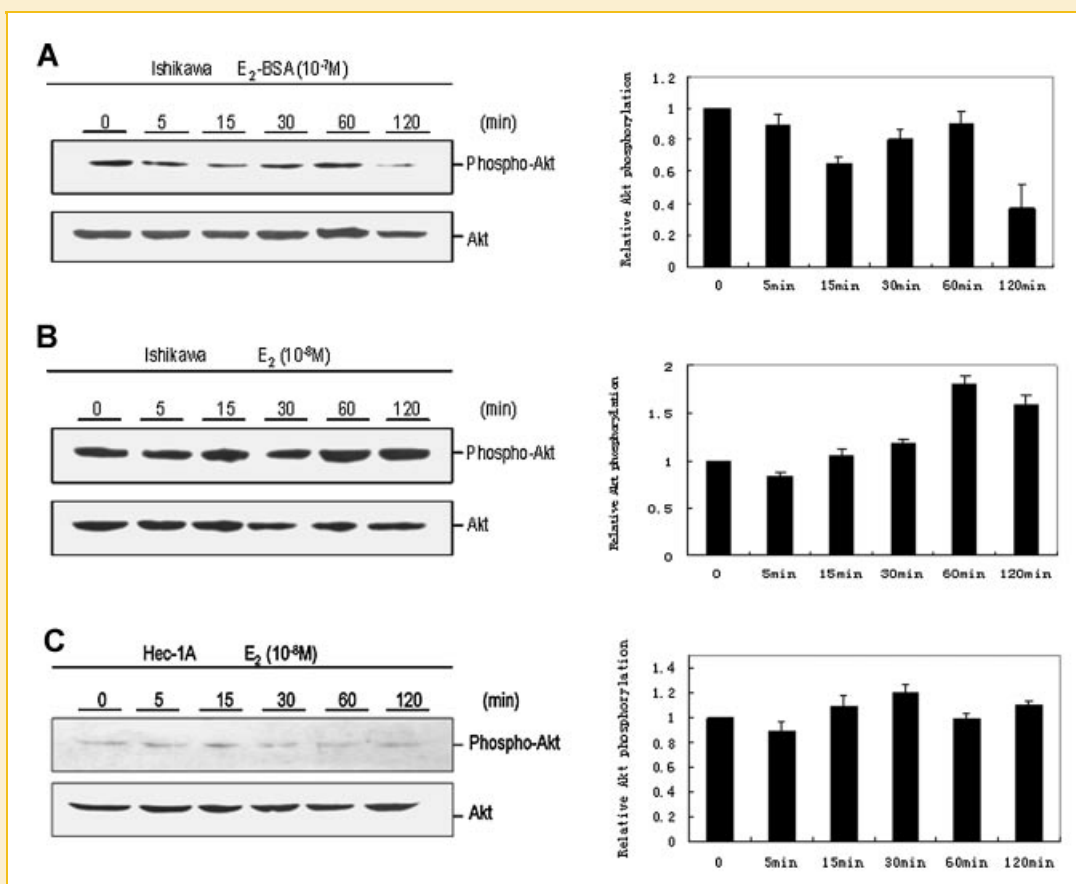 A
Ishikawa E₂-BSA (10⁻⁷M)
0 5 15 30 60 120 (min)
Phospho-Akt
Akt
Relative Akt phosphorylation
1.2
1
0.8
0.6
0.4
0.2
0
0 5min 15min 30min 60min 120min
B
Ishikawa E₂ (10⁻⁸M)
0 5 15 30 60 120 (min)
Phospho-Akt
Akt
Relative Akt phosphorylation
2
1.5
1
0.5
0
0 5min 15min 30min 60min 120min
C
Hec-1A E₂ (10⁻⁸M)
0 5 15 30 60 120 (min)
Phospho-Akt
Akt
Relative Akt phosphorylation
1.4
1.2
1
0.8
0.6
0.4
0.2
0
0 5min 15min 30min 60min 120min